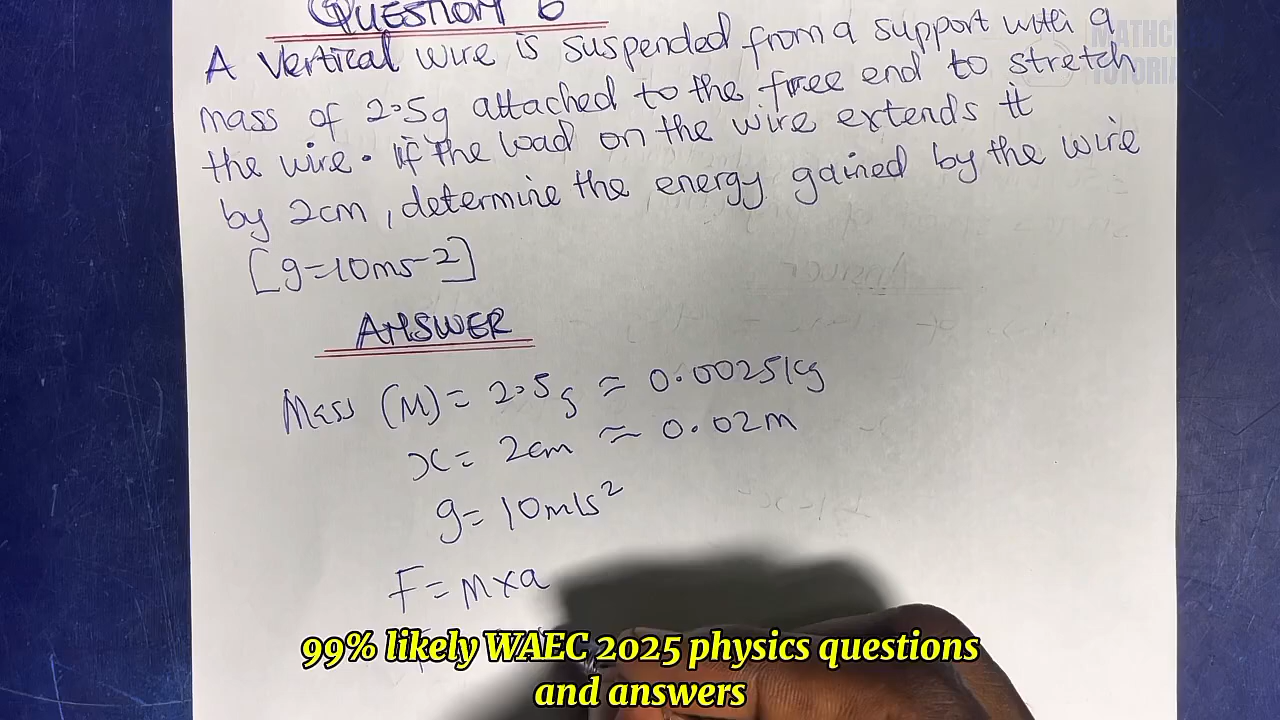 QUESTION 6
A vertical wire is suspended from a support with a
mass of 2.5g attached to the free end to stretch
the wire. if the load on the wire extends it
by 2cm, determine the energy gained by the wire
[g=10ms-2]
ANSWER
Mass (M) = 2.5g ≈ 0.0025kg
x = 2cm ≈ 0.02m
g = 10m/s²
F = m x a
99% likely WAEC 2025 physics questions
and answers